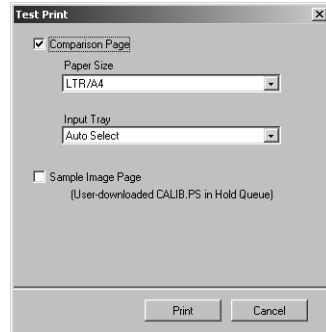 Test Print
Comparison Page
Paper Size
LTR/A4
Input Tray
Auto Select
Sample Image Page
(User-downloaded CALIB.PS in Hold Queue)
Print Cancel